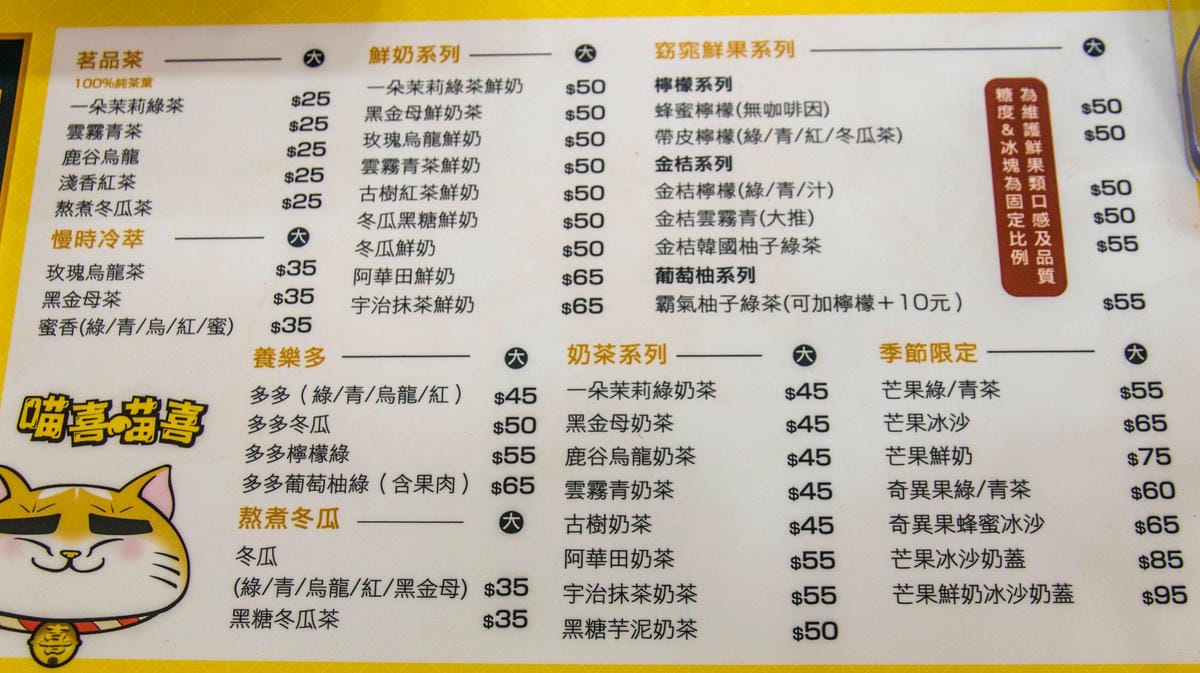 茗品茶 大
100%純茶葉
一朵茉莉綠茶 $25
雲霧青茶 $25
鹿谷烏龍 $25
淺香紅茶 $25
熬煮冬瓜茶 $25
慢時冷萃 大
玫瑰烏龍茶 $35
黑金母茶 $35
蜜香(綠/青/烏/紅/蜜) $35
鮮奶系列 大
一朵茉莉綠茶鮮奶 $50
黑金母鮮奶茶 $50
玫瑰烏龍鮮奶 $50
雲霧青茶鮮奶 $50
古樹紅茶鮮奶 $50
冬瓜黑糖鮮奶 $50
冬瓜鮮奶 $50
阿華田鮮奶 $65
宇治抹茶鮮奶 $65
窈窕鮮果系列 大
檸檬系列
蜂蜜檸檬(無咖啡因) $50
帶皮檸檬(綠/青/紅/冬瓜茶) $50
金桔系列
金桔檸檬(綠/青/汁) $50
金桔雲霧青(大推) $50
金桔韓國柚子綠茶 $55
葡萄柚系列
霸氣柚子綠茶(可加檸檬+10元) $55
為維護鮮果類口感及品質
糖度&冰塊為固定比例
養樂多 大
多多(綠/青/烏龍/紅) $45
多多冬瓜 $50
多多檸檬綠 $55
多多葡萄柚綠(含果肉) $65
熬煮冬瓜 大
冬瓜
(綠/青/烏龍/紅/黑金母) $35
黑糖冬瓜茶 $35
奶茶系列 大
一朵茉莉綠奶茶 $45
黑金母奶茶 $45
鹿谷烏龍奶茶 $45
雲霧青奶茶 $45
古樹奶茶 $45
阿華田奶茶 $55
宇治抹茶奶茶 $55
黑糖芋泥奶茶 $50
季節限定 大
芒果綠/青茶 $55
芒果冰沙 $65
芒果鮮奶 $75
奇異果綠/青茶 $60
奇異果蜂蜜冰沙 $65
芒果冰沙奶蓋 $85
芒果鮮奶冰沙奶蓋 $95
喵喜喵喜
喜